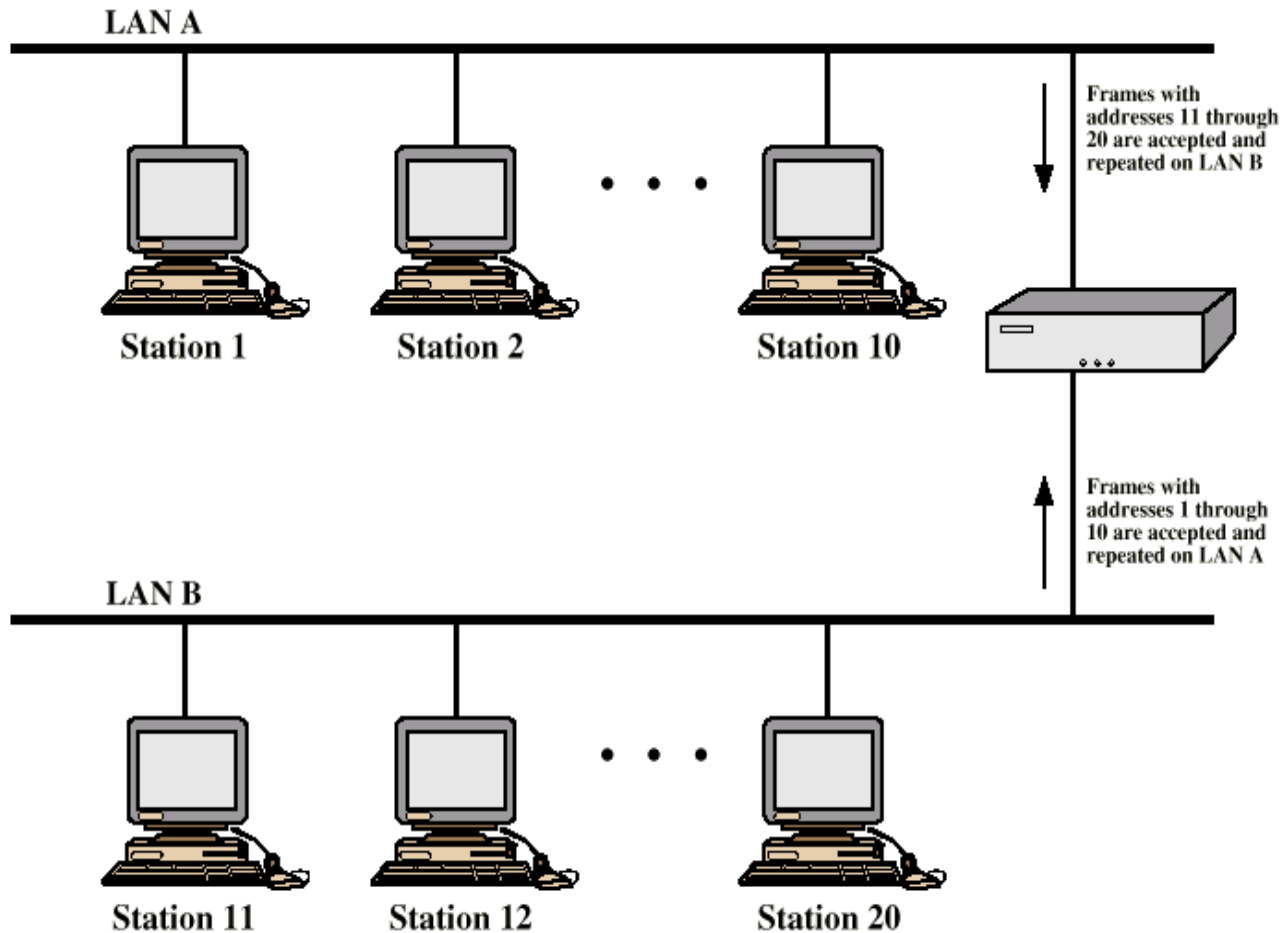 LAN A
Frames with
addresses 11 through
20 are accepted and
repeated on LAN B
Station 1
Station 2
Station 10
Frames with
addresses 1 through
10 are accepted and
repeated on LAN A
LAN B
Station 11
Station 12
Station 20